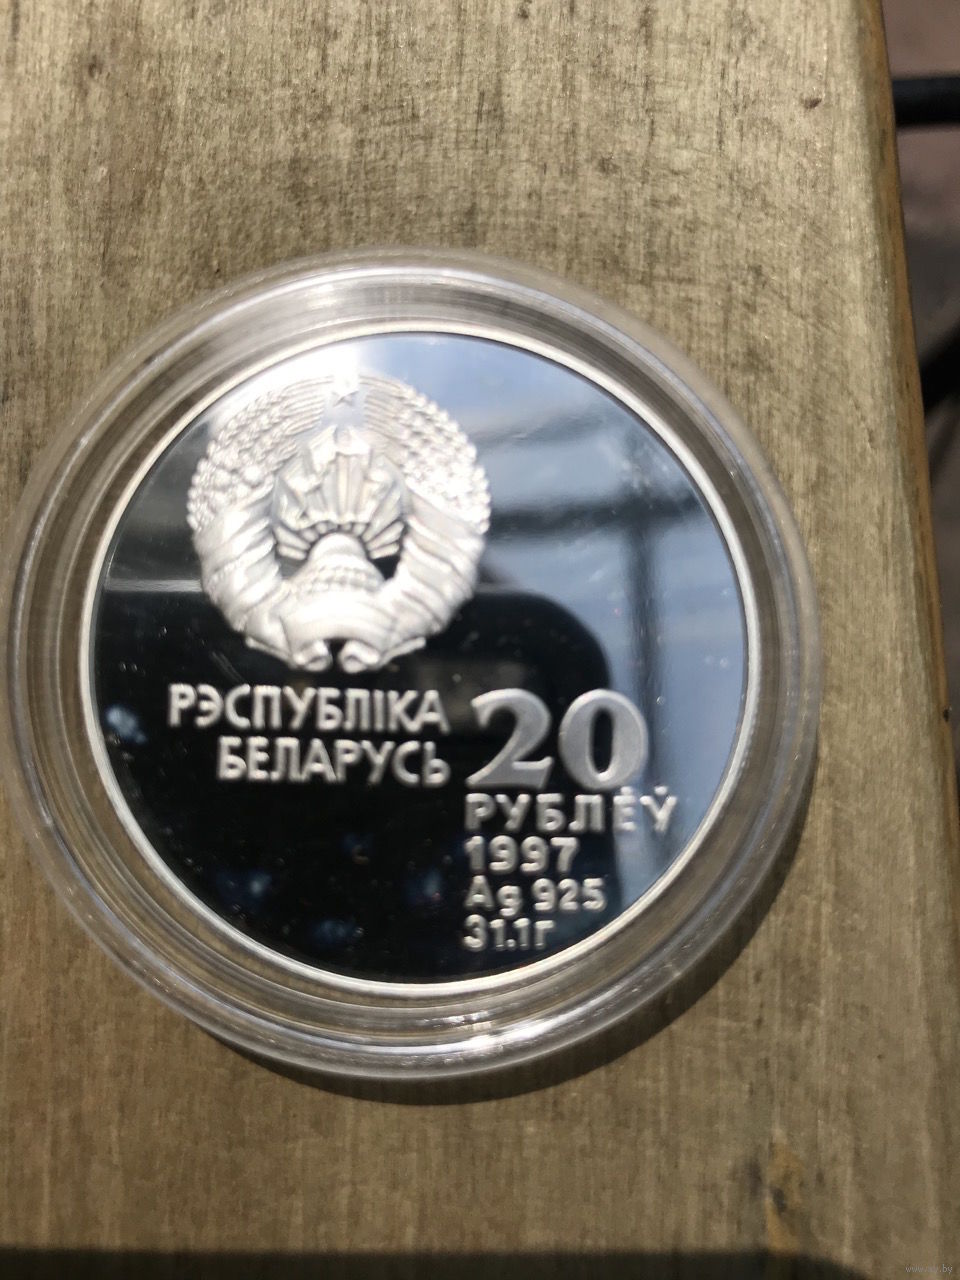 РЭСПУБЛІКА
БЕЛАРУСЬ
20
РУБЛЁЎ
1997
Ag 925
31.1г